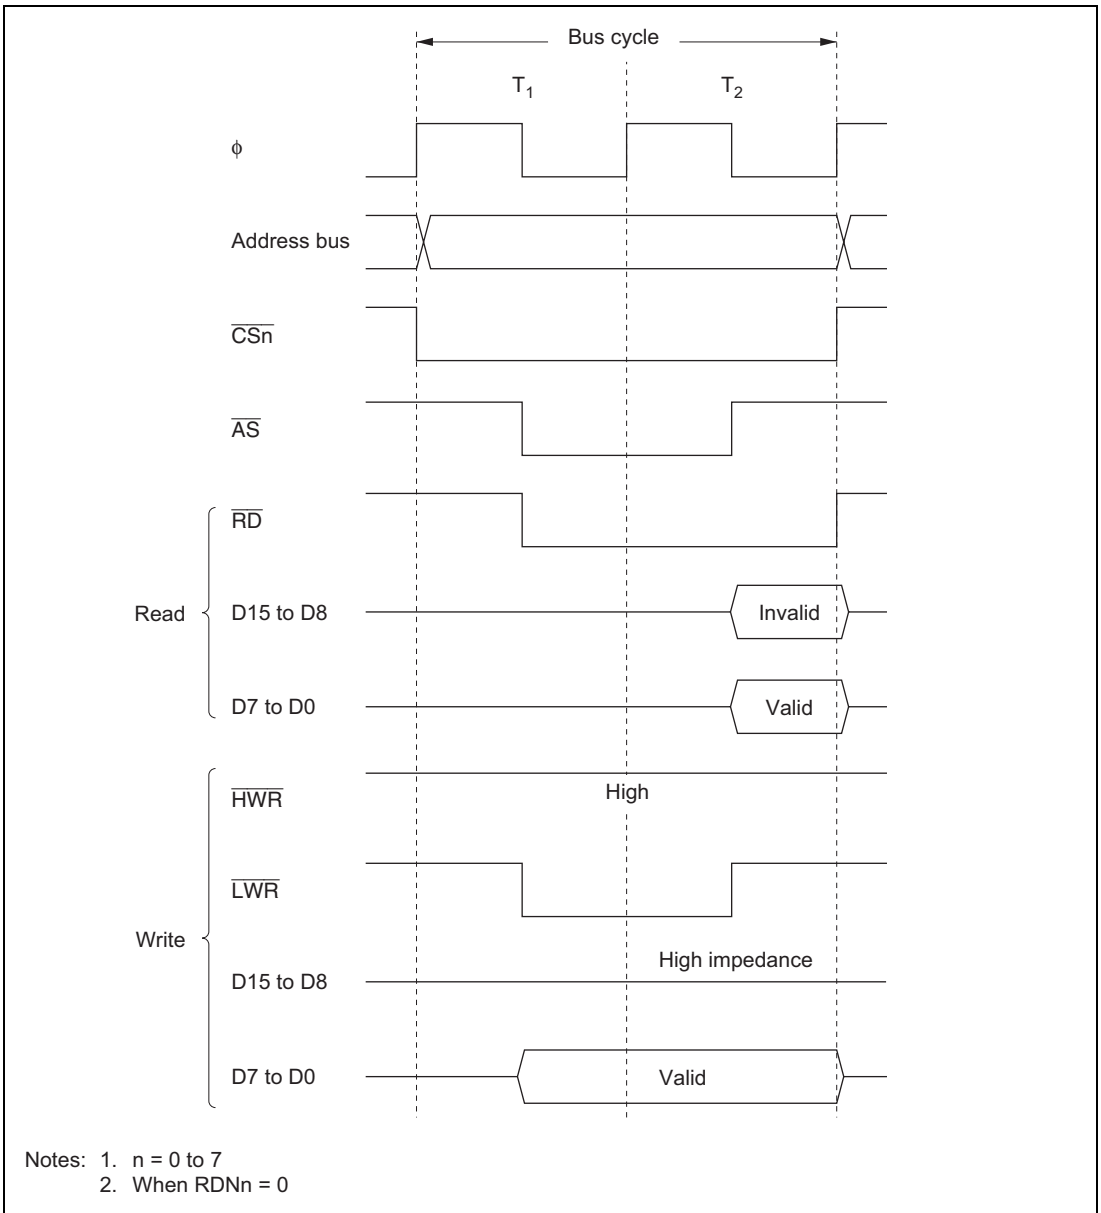 Bus cycle
T1 T2
ϕ
Address bus
CSn
AS
RD
Read
D15 to D8 Invalid
D7 to D0 Valid
HWR High
LWR
Write
High impedance
D15 to D8
D7 to D0 Valid
Notes: 1. n = 0 to 7
2. When RDNn = 0